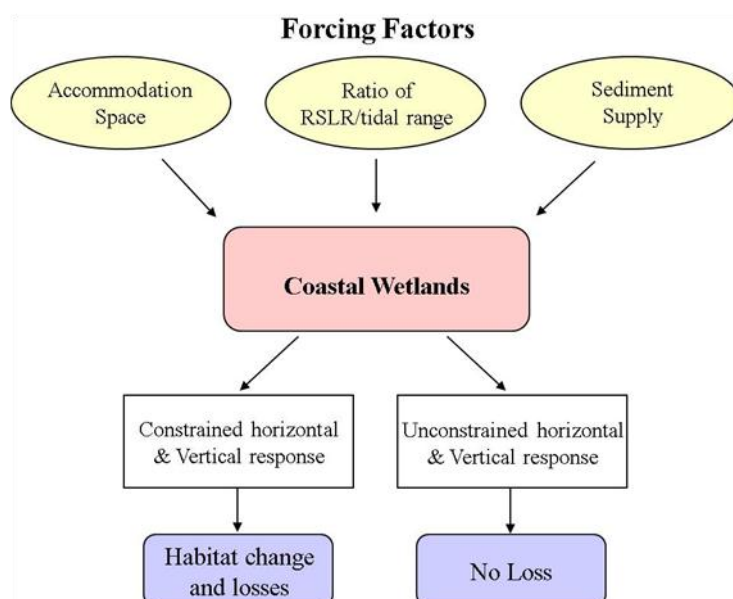 Forcing Factors
Accommodation
Space
Ratio of
RSLR/tidal range
Sediment
Supply
Coastal Wetlands
Constrained horizontal
& Vertical response
Unconstrained horizontal
& Vertical response
Habitat change
and losses
No Loss